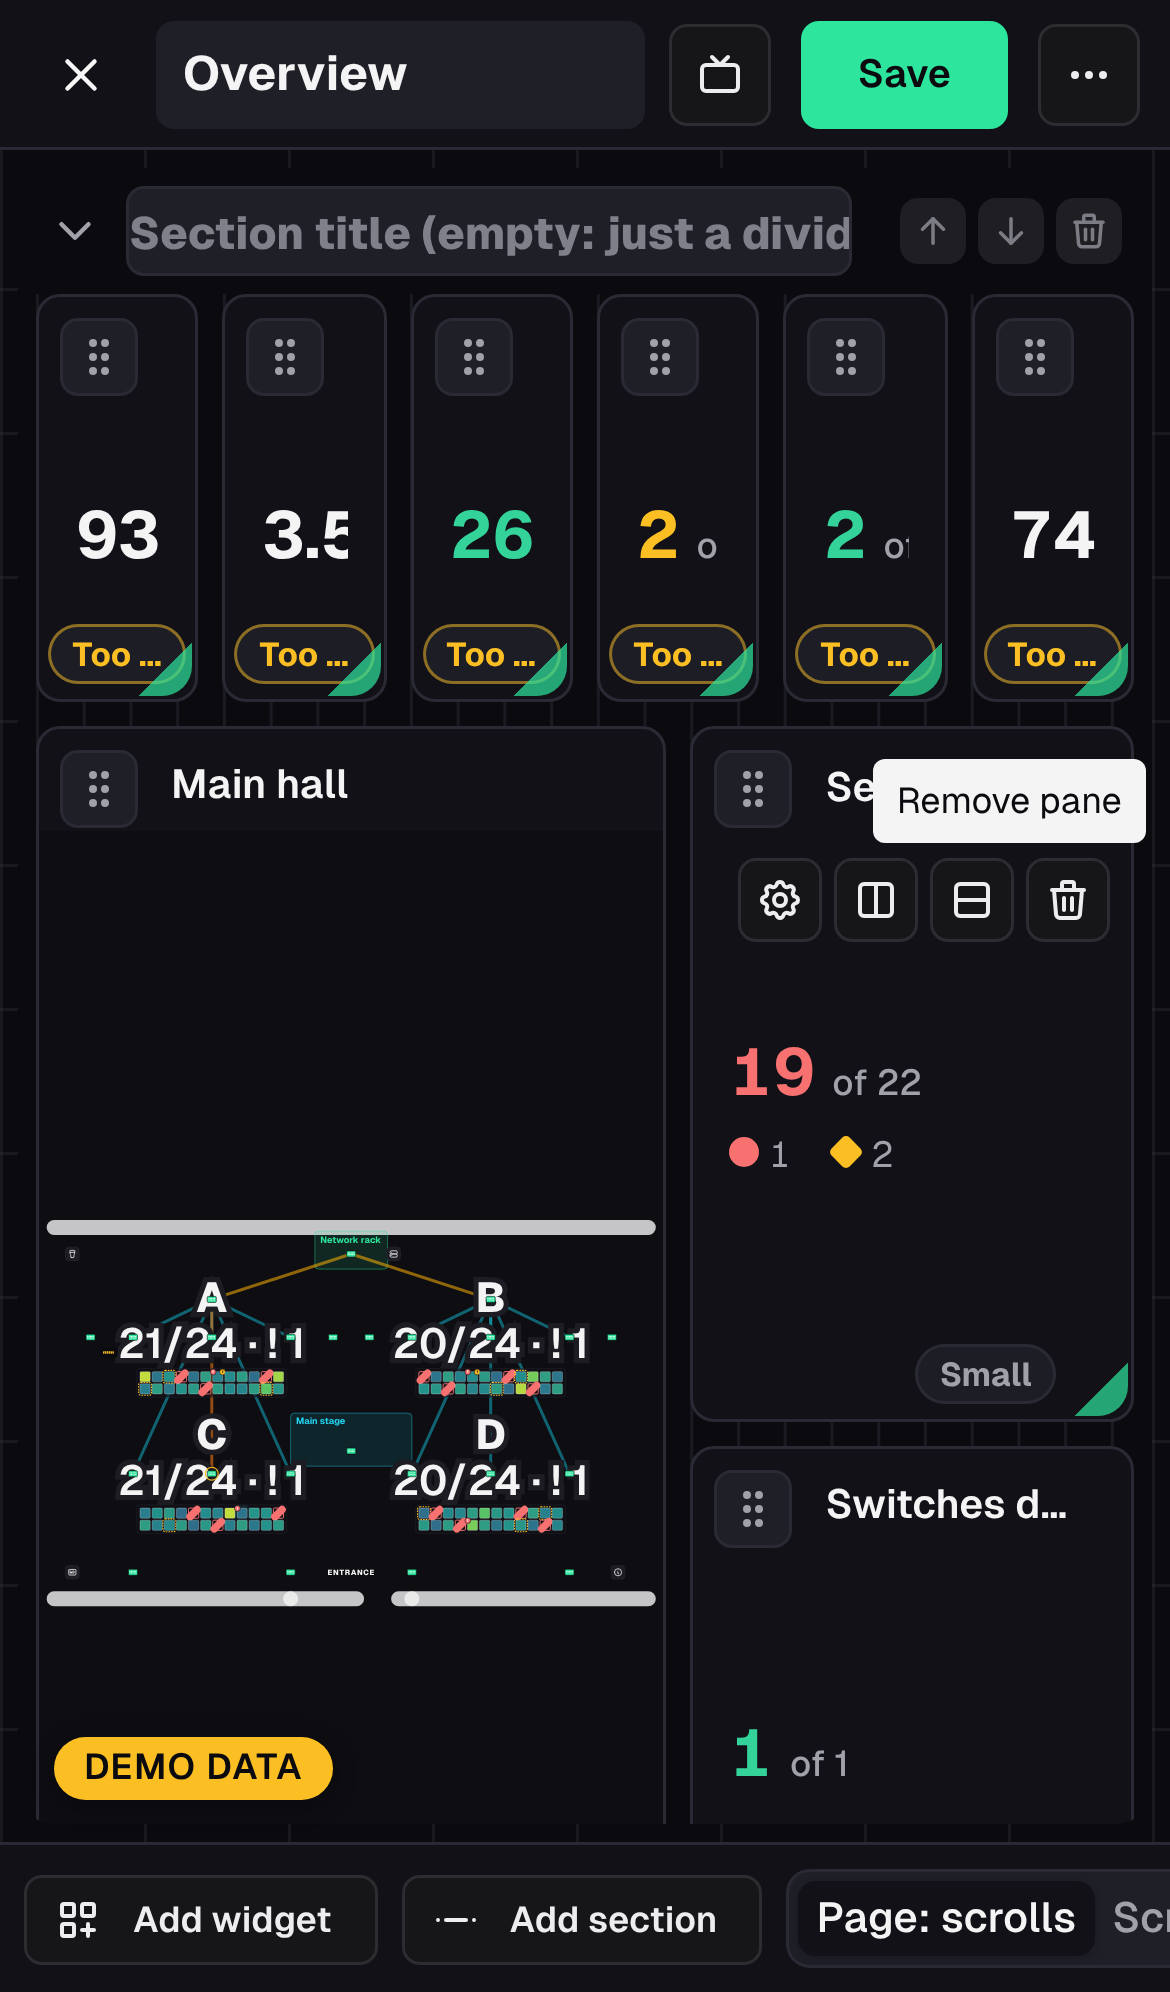 Overview
Save
Section title (empty: just a divid
93
3.5
26
2 o
2 of
74
Too ...
Too ...
Too ...
Too ...
Too ...
Too ...
Main hall
Se
Remove pane
19 of 22
1 2
Small
Network rack
A
B
21/24 · ! 1
20/24 · ! 1
C
D
Main stage
21/24 · ! 1
20/24 · ! 1
ENTRANCE
Switches d...
1 of 1
DEMO DATA
Add widget
Add section
Page: scrolls
Scr